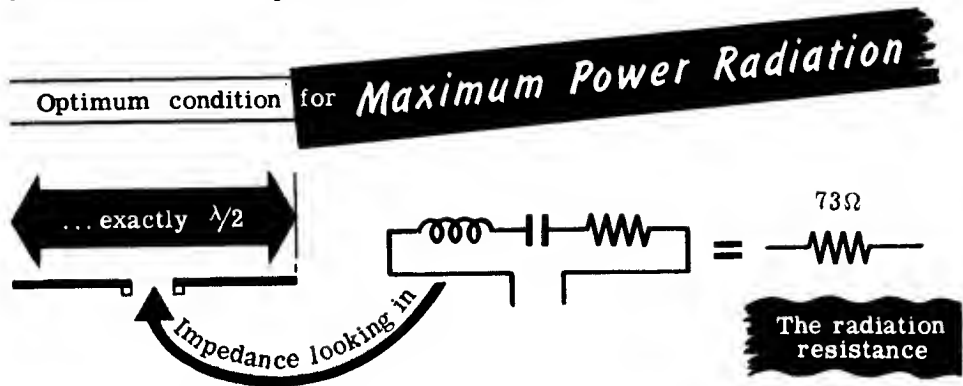 Optimum condition for Maximum Power Radiation
...exactly λ/2
73Ω
Impedance looking in
The radiation
resistance